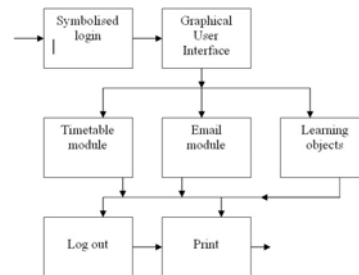 Symbolised
login
Graphical
User
Interface
Timetable
module
Email
module
Learning
objects
Log out
Print